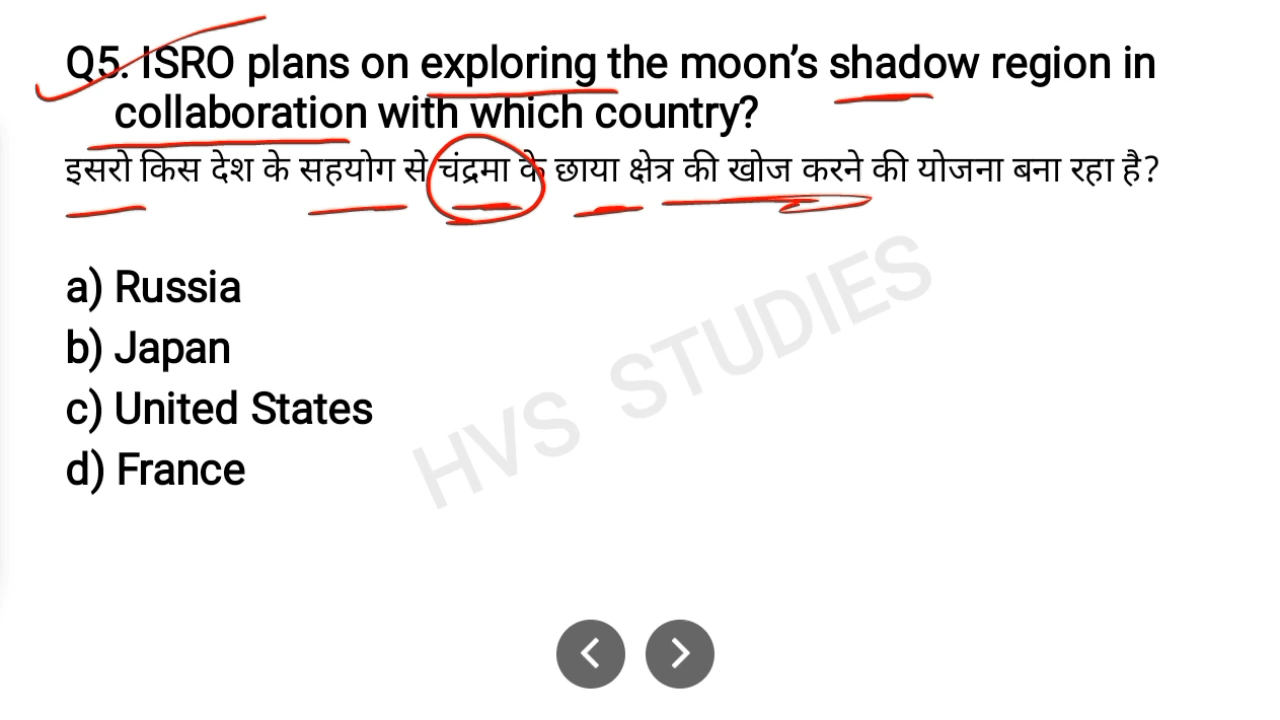 Q5. ISRO plans on exploring the moon’s shadow region in
collaboration with which country?
इसरो किस देश के सहयोग से चंद्रमा के छाया क्षेत्र की खोज करने की योजना बना रहा है?
a) Russia
b) Japan
c) United States
d) France
HVS STUDIES